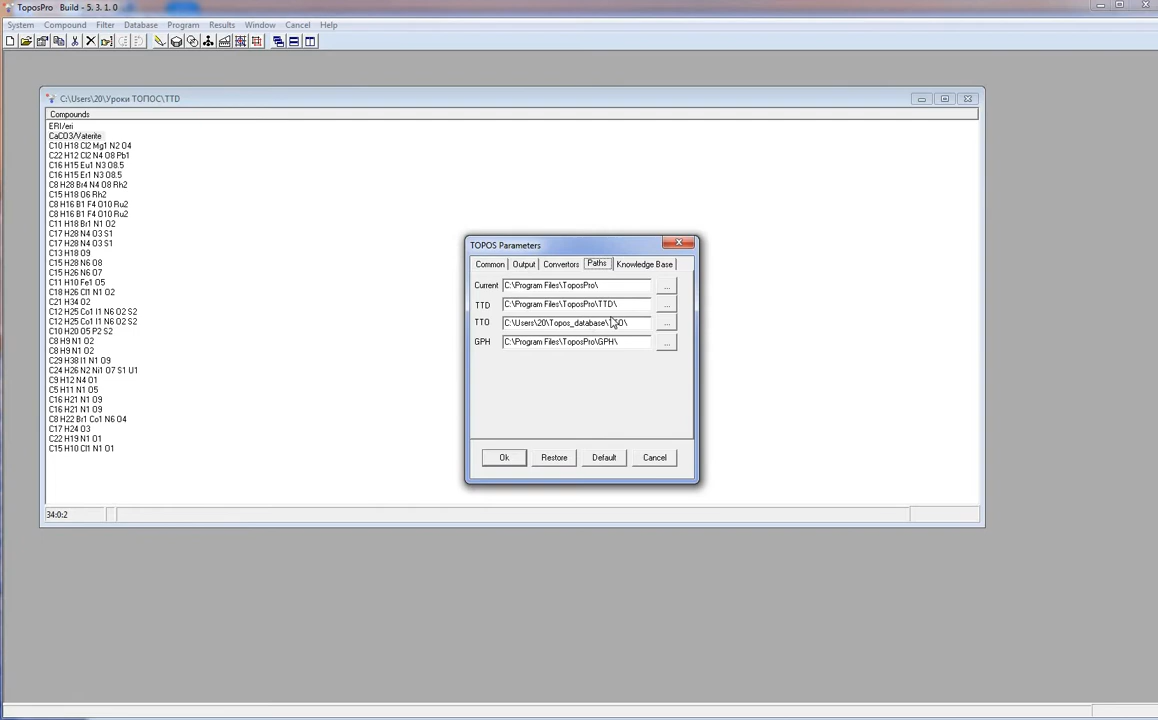 ToposPro Build - 5. 3. 1. 0
System Compound Filter Database Program Results Window Cancel Help
C:\Users\20\Уроки ТОПОС\TTD
Compounds
ERI/eri
CaCO3/Vaterite
C10 H18 Cl2 Mg1 N2 O4
C22 H12 Cl2 N4 O8 Pb1
C16 H15 Eu1 N3 O8.5
C16 H15 Er1 N3 O8.5
C8 H28 Br4 N4 O8 Rh2
C15 H18 O6 Rh2
C8 H16 B1 F4 O10 Ru2
C8 H16 B1 F4 O10 Ru2
C11 H18 Br1 N1 O2
C17 H28 N4 O3 S1
C17 H28 N4 O3 S1
C13 H18 O9
C15 H28 N6 O8
C15 H26 N6 O7
C11 H10 Fe1 O5
C18 H26 Cl1 N1 O2
C21 H34 O2
C12 H25 Co1 I1 N6 O2 S2
C12 H25 Co1 I1 N6 O2 S2
C10 H20 O5 P2 S2
C8 H9 N1 O2
C8 H9 N1 O2
C29 H38 I1 N1 O9
C24 H26 N2 Ni1 O7 S1 U1
C9 H12 N4 O1
C5 H11 N1 O5
C16 H21 N1 O9
C16 H21 N1 O9
C8 H22 Br1 Co1 N6 O4
C17 H24 O3
C22 H19 N1 O1
C15 H10 Cl1 N1 O1
34:0:2
TOPOS Parameters
Common Output Convertors Paths Knowledge Base
Current C:\Program Files\ToposPro\ ...
TTD C:\Program Files\ToposPro\TTD\ ...
TTO C:\Users\20\Topos_database\ ...
GPH C:\Program Files\ToposPro\GPH\ ...
Ok Restore Default Cancel